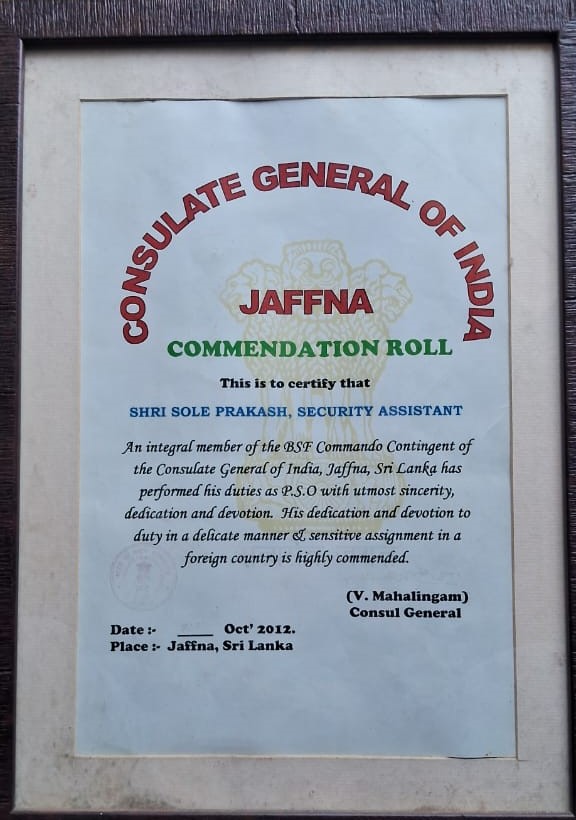 CONSULATE GENERAL OF INDIA
JAFFNA
COMMENDATION ROLL
This is to certify that
SHRI SOLE PRAKASH, SECURITY ASSISTANT
An integral member of the BSF Commando Contingent of
the Consulate General of India, Jaffna, Sri Lanka has
performed his duties as P.S.O with utmost sincerity,
dedication and devotion. His dedication and devotion to
duty in a delicate manner & sensitive assignment in a
foreign country is highly commended.
(V. Mahalingam)
Consul General
Date :- ____ Oct' 2012.
Place :- Jaffna, Sri Lanka